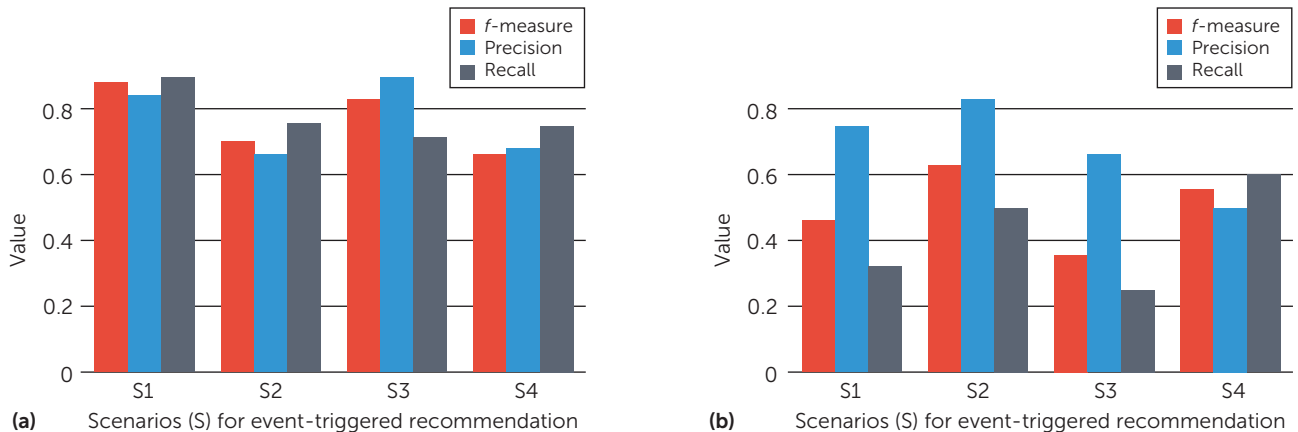 f-measure
Precision
Recall
0.8
0.6
0.4
0.2
0
Value
S1 S2 S3 S4
(a) Scenarios (S) for event-triggered recommendation
f-measure
Precision
Recall
0.8
0.6
0.4
0.2
0
Value
S1 S2 S3 S4
(b) Scenarios (S) for event-triggered recommendation